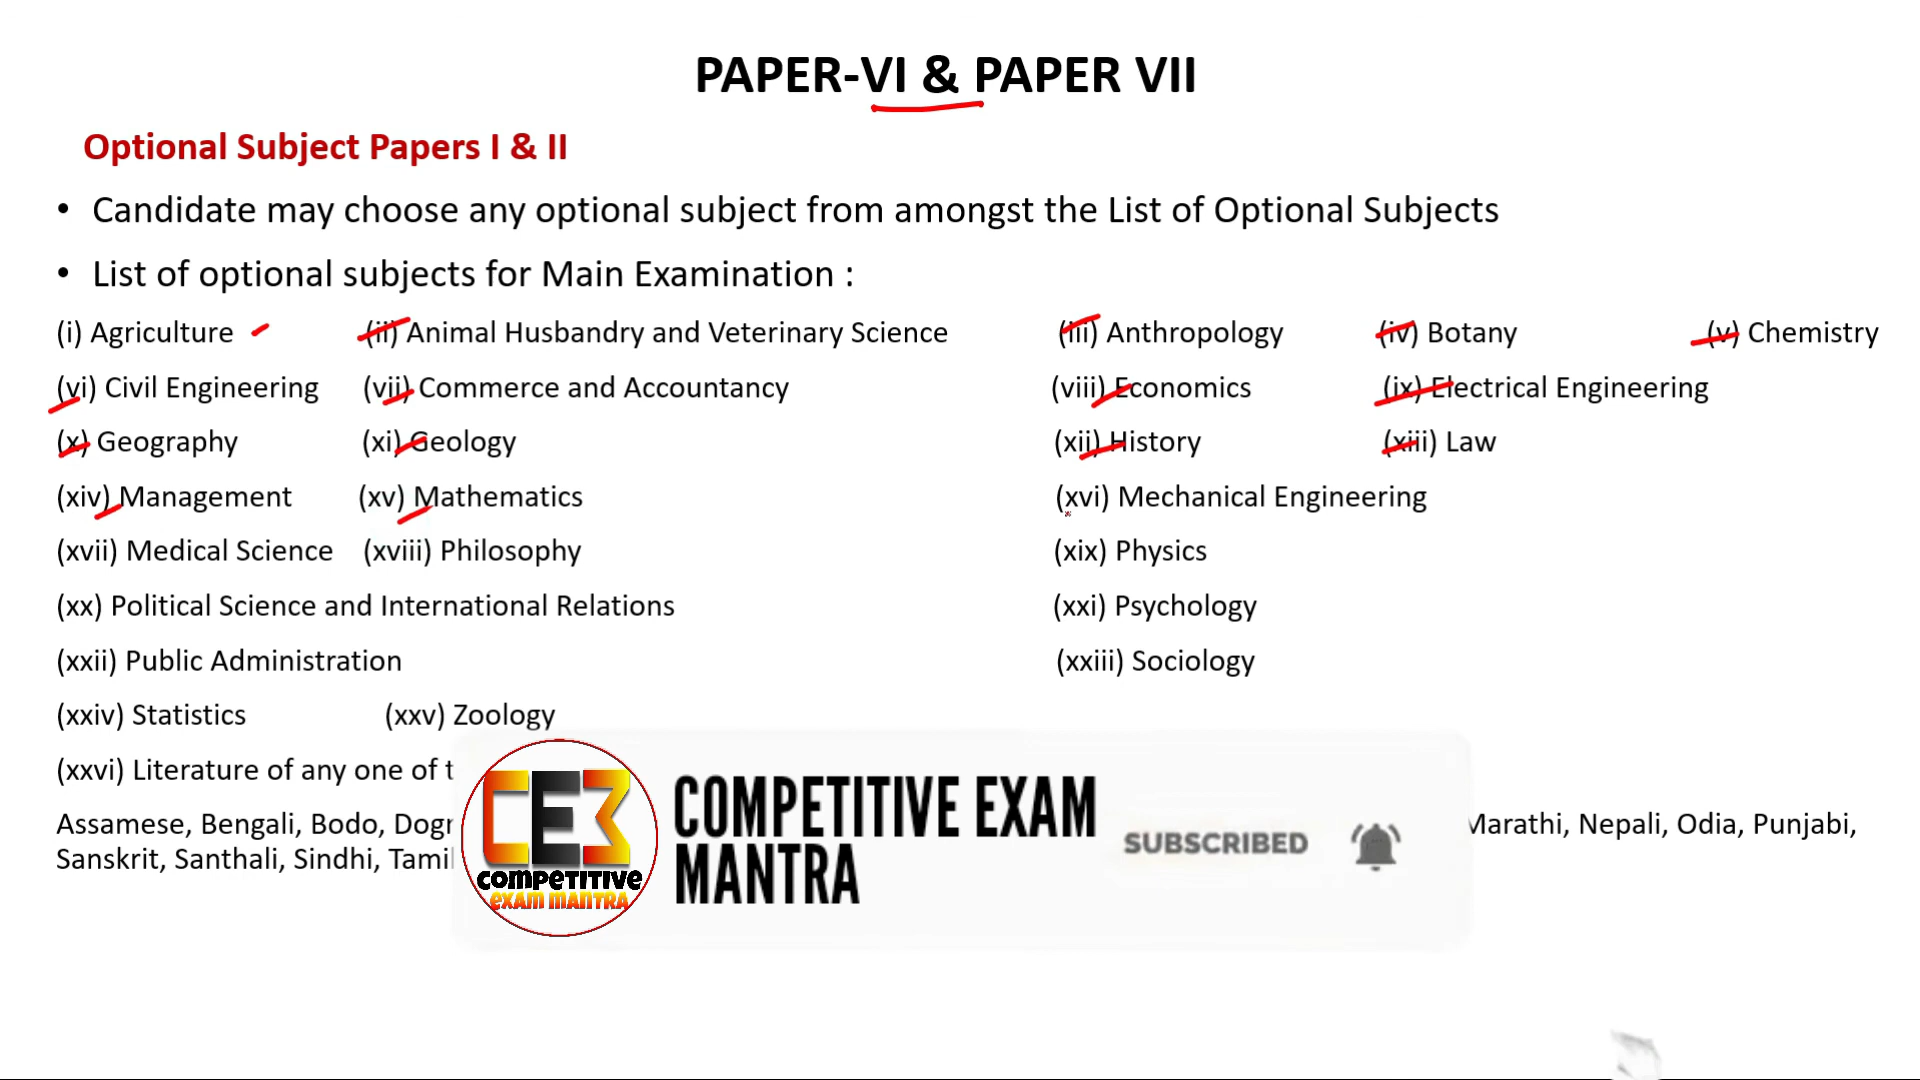 PAPER-VI & PAPER VII
Optional Subject Papers I & II
• Candidate may choose any optional subject from amongst the List of Optional Subjects
• List of optional subjects for Main Examination :
(i) Agriculture (ii) Animal Husbandry and Veterinary Science (iii) Anthropology (iv) Botany (v) Chemistry
(vi) Civil Engineering (vii) Commerce and Accountancy (viii) Economics (ix) Electrical Engineering
(x) Geography (xi) Geology (xii) History (xiii) Law
(xiv) Management (xv) Mathematics (xvi) Mechanical Engineering
(xvii) Medical Science (xviii) Philosophy (xix) Physics
(xx) Political Science and International Relations (xxi) Psychology
(xxii) Public Administration (xxiii) Sociology
(xxiv) Statistics (xxv) Zoology
(xxvi) Literature of any one of
Assamese, Bengali, Bodo, Marathi, Nepali, Odia, Punjabi,
Sanskrit, Santhali, Sindhi,
CE3
COMPETITIVE
EXAM MANTRA
COMPETITIVE EXAM
MANTRA
SUBSCRIBED